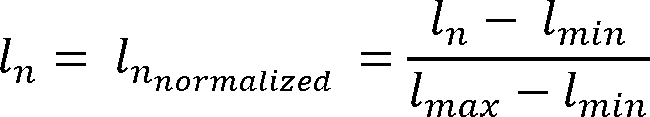 $l_n = l_{n_{normalized}} = \frac{l_n - l_{min}}{l_{max} - l_{min}}$